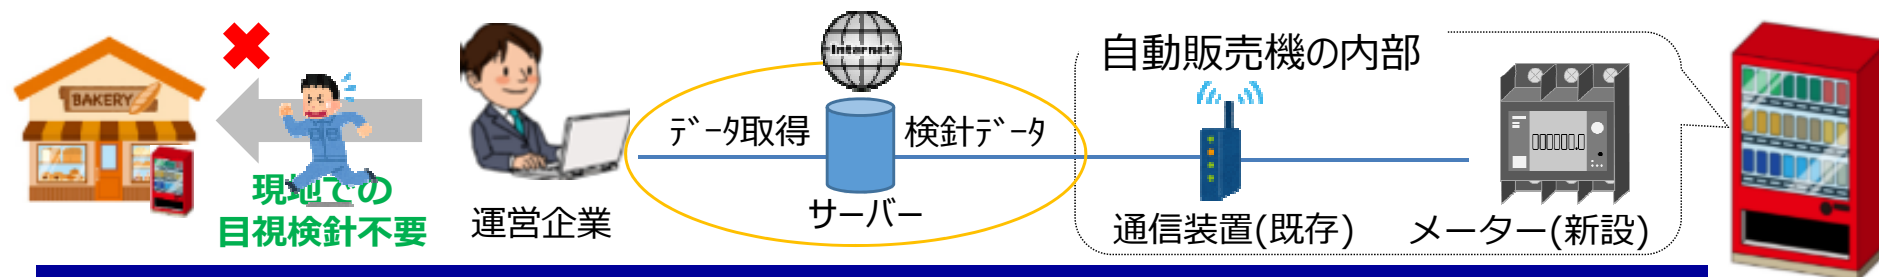 BAKERY
現地での
目視検針不要
運営企業
Internet
ﾃﾞｰﾀ取得
検針ﾃﾞｰﾀ
サーバー
自動販売機の内部
通信装置(既存)
メーター(新設)